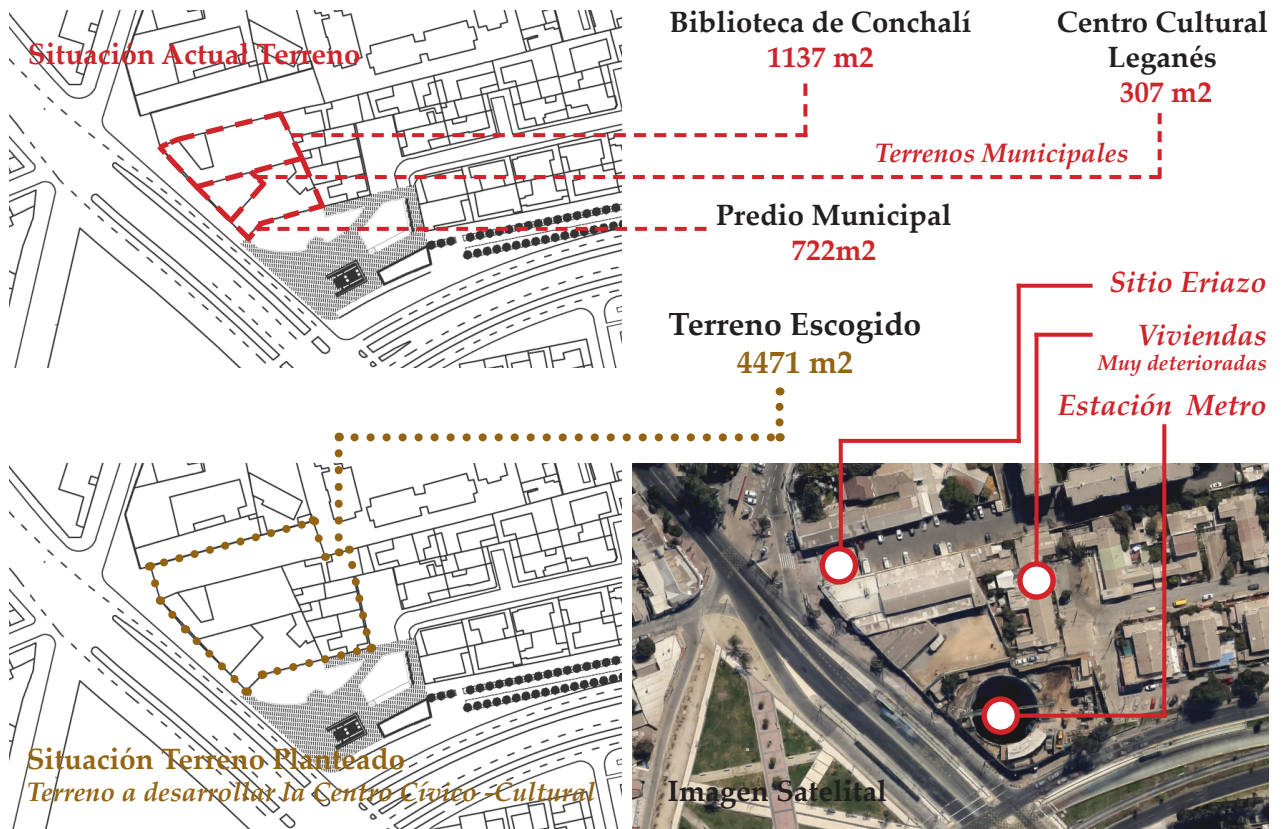 Situación Actual Terreno
Biblioteca de Conchalí
1137 m2
Centro Cultural
Leganés
307 m2
Terrenos Municipales
Predio Municipal
722m2
Sitio Eriazo
Viviendas
Muy deterioradas
Estación Metro
Terreno Escogido
4471 m2
Situación Terreno Planteado
Terreno a desarrollar la Centro Cívico -Cultural
Imagen Satelital